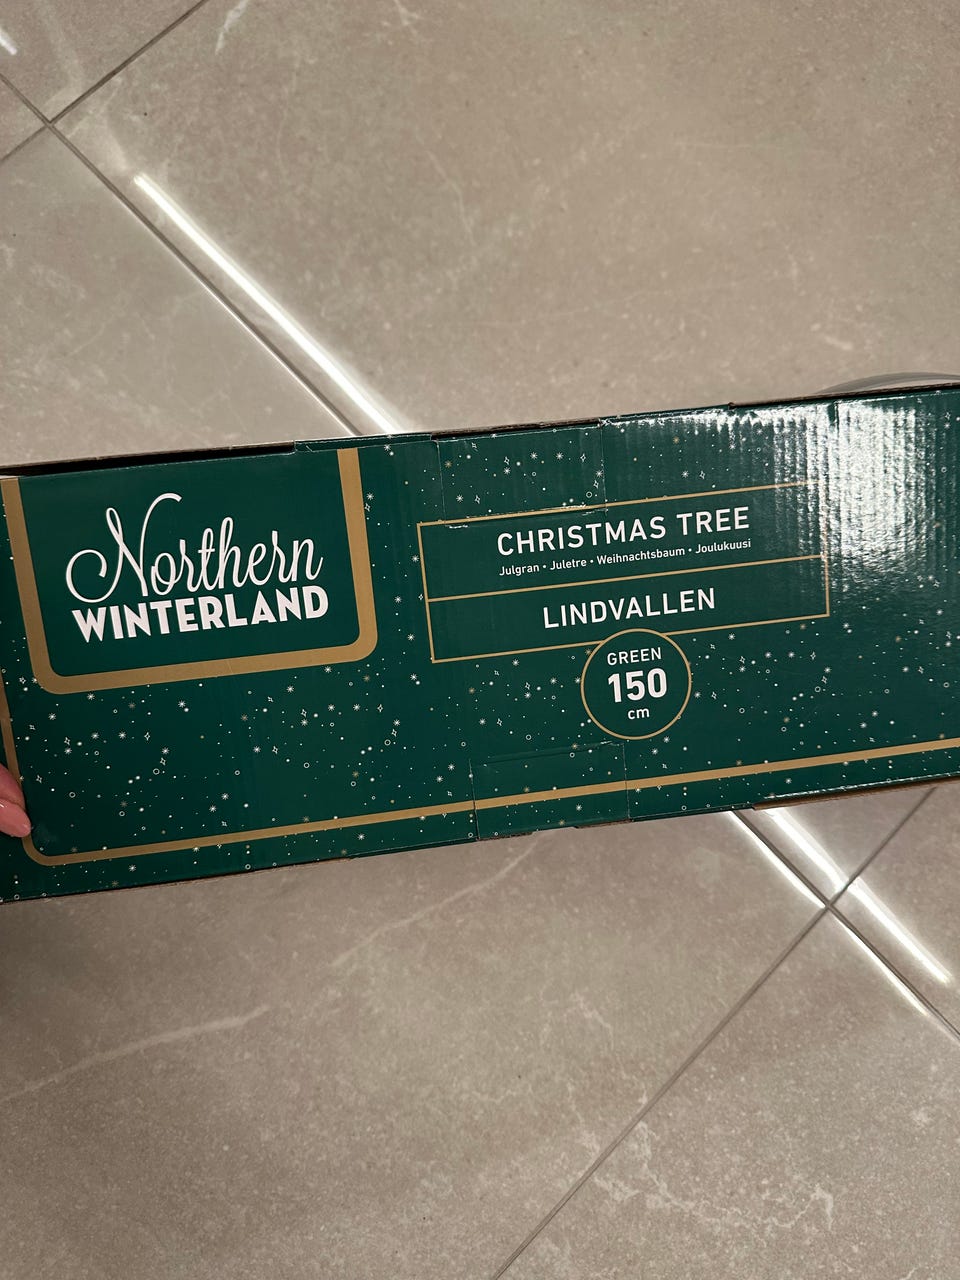 Northern
WINTERLAND
CHRISTMAS TREE
Julgran • Juletre • Weihnachtsbaum • Joulukuusi
LINDVALLEN
GREEN
150
cm